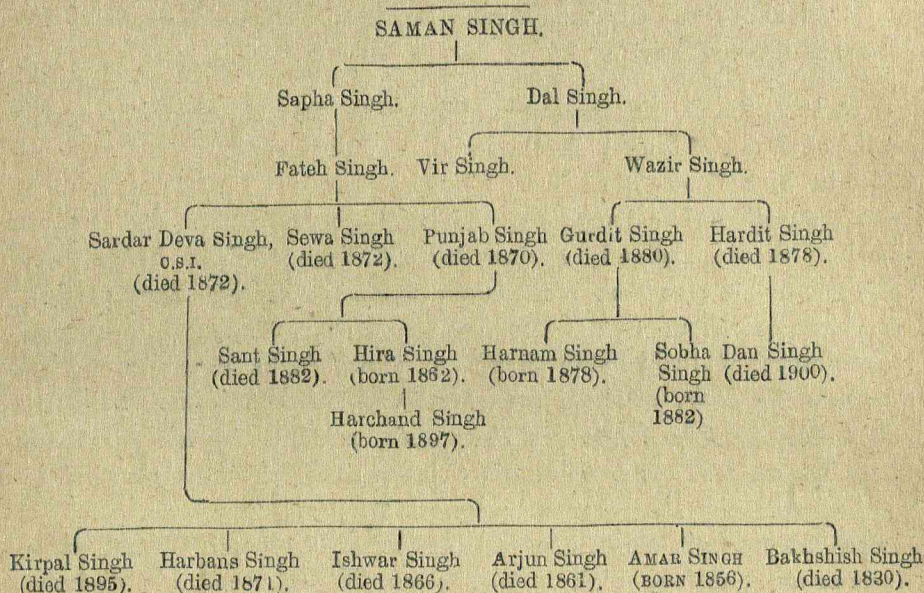 SAMAN SINGH.
Sapha Singh. Dal Singh.
Fateh Singh. Vir Singh. Wazir Singh.
Sardar Deva Singh, Sewa Singh Punjab Singh Gurdit Singh Hardit Singh
C.S.I. (died 1872). (died 1870). (died 1880). (died 1878).
(died 1872).
Sant Singh Hira Singh Harnam Singh Sobha Dan Singh
(died 1882). (born 1862). (born 1878). Singh (died 1900).
(born
1882)
Harchand Singh
(born 1897).
Kirpal Singh Harbans Singh Ishwar Singh Arjun Singh AMAR SINGH Bakhshish Singh
(died 1895). (died 1871). (died 1866). (died 1861). (BORN 1856). (died 1830).